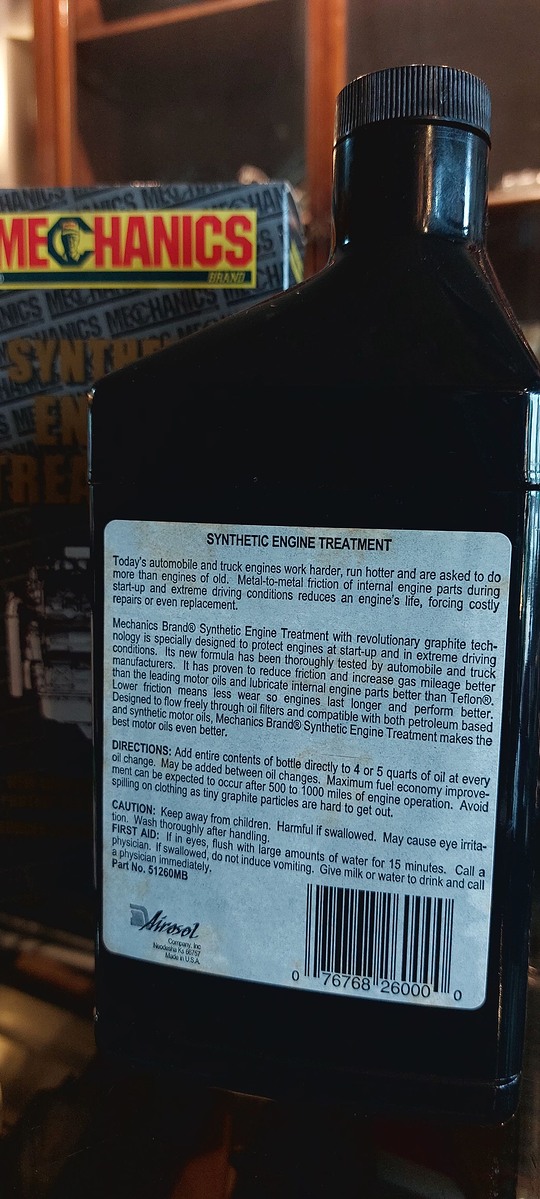 MECHANICS
BRAND
SYNTHE
EN
TREA
SYNTHETIC ENGINE TREATMENT
Today's automobile and truck engines work harder, run hotter and are asked to do
more than engines of old. Metal-to-metal friction of internal engine parts during
start-up and extreme driving conditions reduces an engine's life, forcing costly
repairs or even replacement.
Mechanics Brand® Synthetic Engine Treatment with revolutionary graphite tech-
nology is specially designed to protect engines at start-up and in extreme driving
conditions. Its new formula has been thoroughly tested by automobile and truck
manufacturers. It has proven to reduce friction and increase gas mileage better
than the leading motor oils and lubricate internal engine parts better than Teflon®.
Lower friction means less wear so engines last longer and perform better.
Designed to flow freely through oil filters and compatible with both petroleum based
and synthetic motor oils, Mechanics Brand® Synthetic Engine Treatment makes the
best motor oils even better.
DIRECTIONS: Add entire contents of bottle directly to 4 or 5 quarts of oil at every
oil change. May be added between oil changes. Maximum fuel economy improve-
ment can be expected to occur after 500 to 1000 miles of engine operation. Avoid
spilling on clothing as tiny graphite particles are hard to get out.
CAUTION: Keep away from children. Harmful if swallowed. May cause eye irrita-
tion. Wash thoroughly after handling.
FIRST AID: If in eyes, flush with large amounts of water for 15 minutes. Call a
physician. If swallowed, do not induce vomiting. Give milk or water to drink and call
a physician immediately.
Part No. 51260MB
Airosol
Company, Inc
Neodesha Ks 66757
Made in U.S.A.
0 76768 26000 0